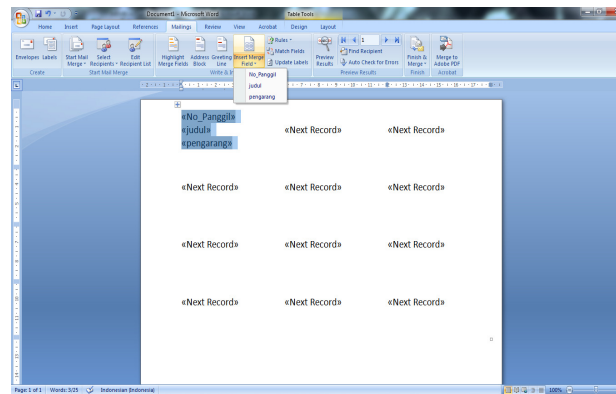 Document1 - Microsoft Word Table Tools
Home Insert Page Layout References Mailings Review View Acrobat Design Layout
Envelopes Labels Start Mail Merge Select Recipients Edit Recipient List Highlight Merge Fields Address Block Greeting Line Insert Merge Field Rules Match Fields Update Labels Preview Results 1 Find Recipient Auto Check for Errors Finish & Merge Merge to Adobe PDF
Create Start Mail Merge Write & In Preview Results Finish Acrobat
No_Panggil
judul
pengarang
«No_Panggil»
«judul» «Next Record» «Next Record»
«pengarang»
«Next Record» «Next Record» «Next Record»
«Next Record» «Next Record» «Next Record»
«Next Record» «Next Record» «Next Record»
Page: 1 of 1 Words: 3/25 Indonesian (Indonesia) 100%